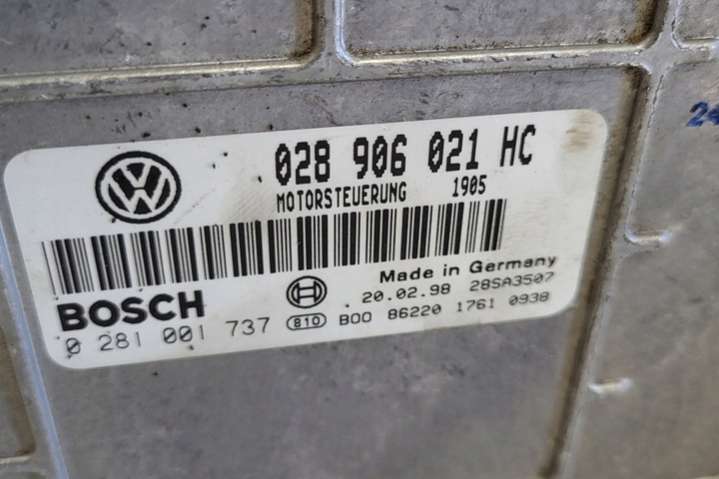 028 906 021 HC
MOTORSTEUERUNG 1905
Made in Germany
BOSCH 20.02.98 28SA3507
0 281 001 737 810 B00 86220 1761 0938
24